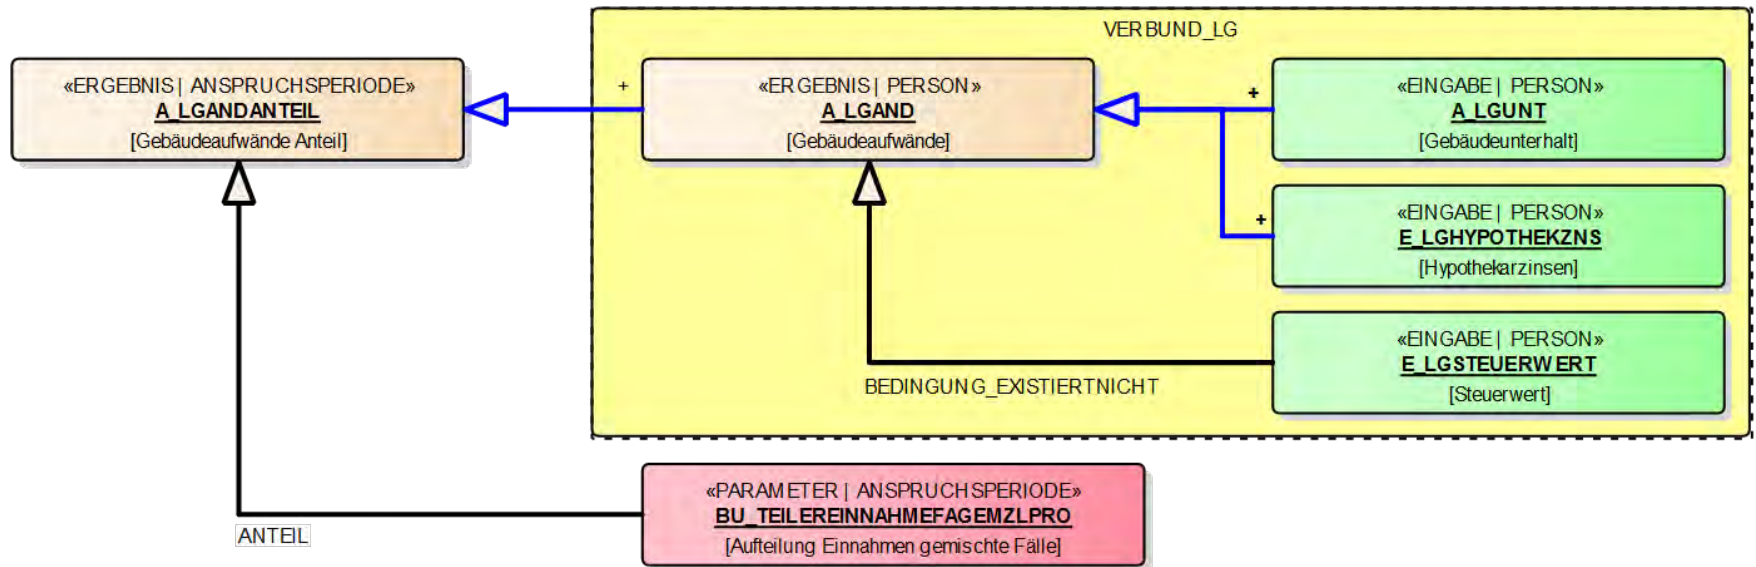 VERBUND_LG
«ERGEBNIS | ANSPRUCHSPERIODE»
A_LGANDANTEIL
[Gebäudeaufwände Anteil]
+
«ERGEBNIS | PERSON»
A_LGAND
[Gebäudeaufwände]
+
«EINGABE | PERSON»
A_LGUNT
[Gebäudeunterhalt]
+
«EINGABE | PERSON»
E_LGHYPOTHEKZNS
[Hypothekarzinsen]
«EINGABE | PERSON»
E_LGSTEUERWERT
[Steuerwert]
BEDINGUNG_EXISTIERTNICHT
«PARAMETER | ANSPRUCHSPERIODE»
BU_TEILEREINNAHMEFAGEMZLPRO
[Aufteilung Einnahmen gemischte Fälle]
ANTEIL